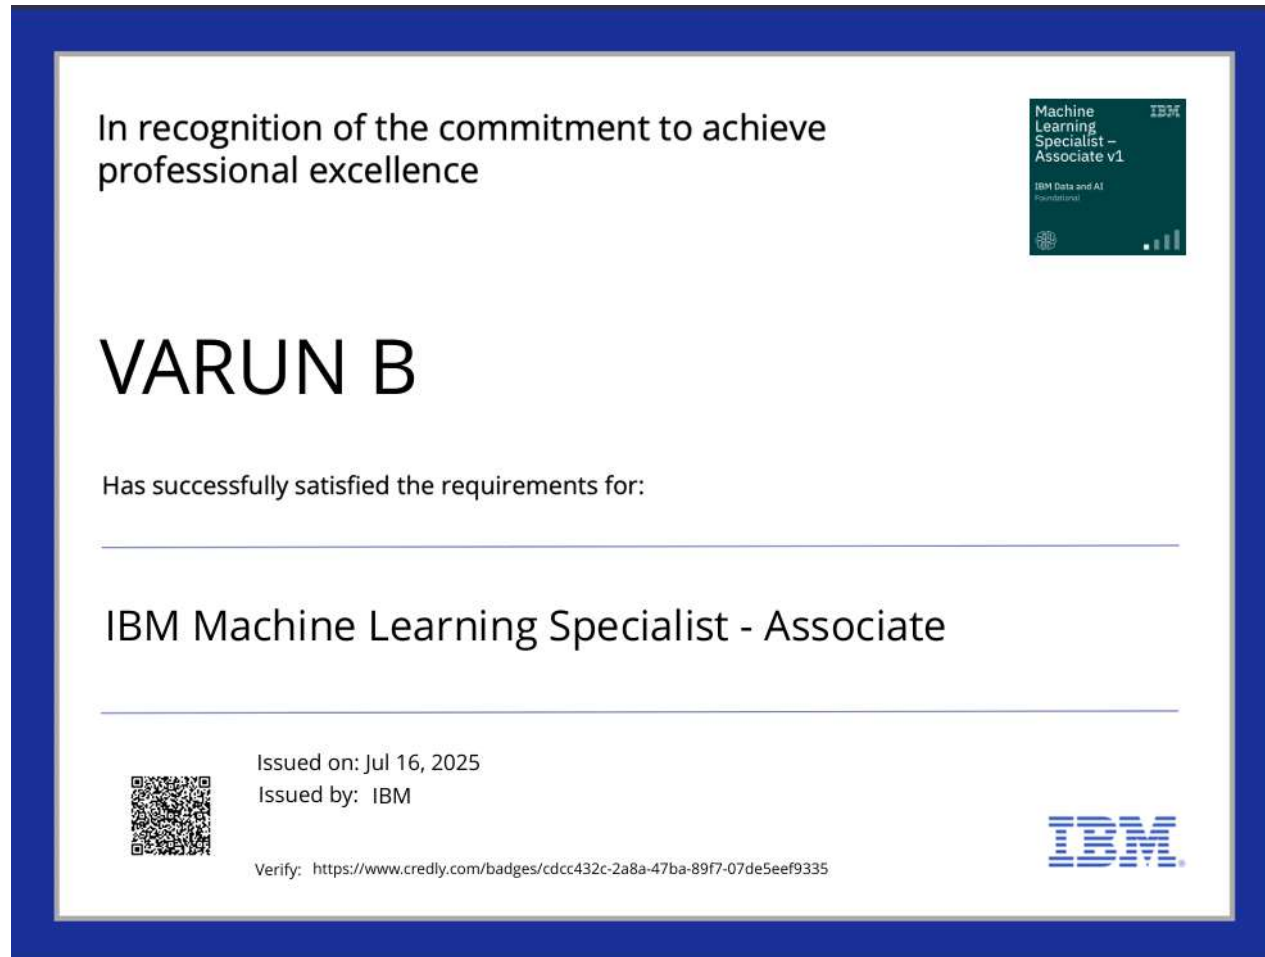 In recognition of the commitment to achieve
professional excellence
Machine
Learning
Specialist –
Associate v1
IBM
IBM Data and AI
Foundational
VARUN B
Has successfully satisfied the requirements for:
IBM Machine Learning Specialist - Associate
Issued on: Jul 16, 2025
Issued by: IBM
Verify: https://www.credly.com/badges/cdcc432c-2a8a-47ba-89f7-07de5eef9335
IBM.